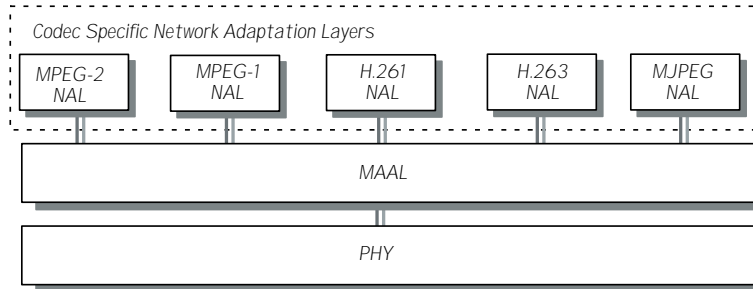 Codec Specific Network Adaptation Layers
MPEG-2
NAL
MPEG-1
NAL
H.261
NAL
H.263
NAL
MJPEG
NAL
MAAL
PHY